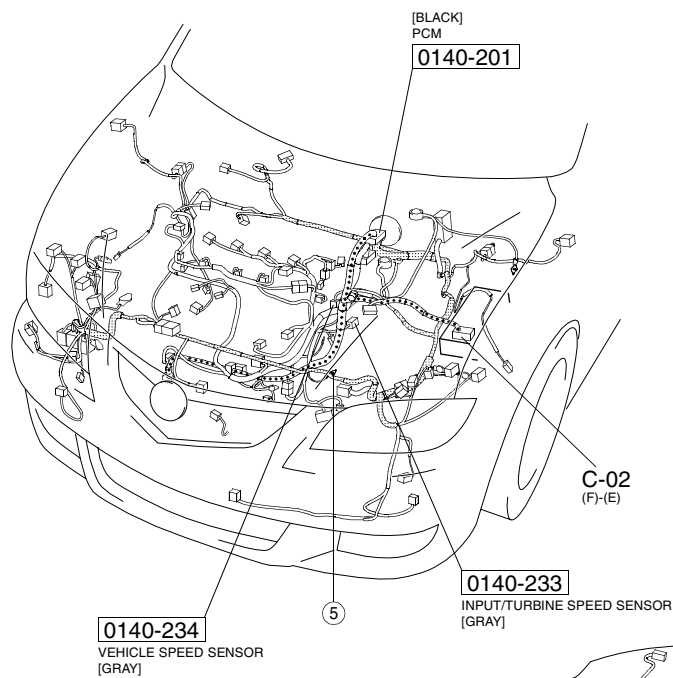 [BLACK]
PCM
0140-201
C-02
(F)-(E)
0140-233
INPUT/TURBINE SPEED SENSOR
[GRAY]
5
0140-234
VEHICLE SPEED SENSOR
[GRAY]